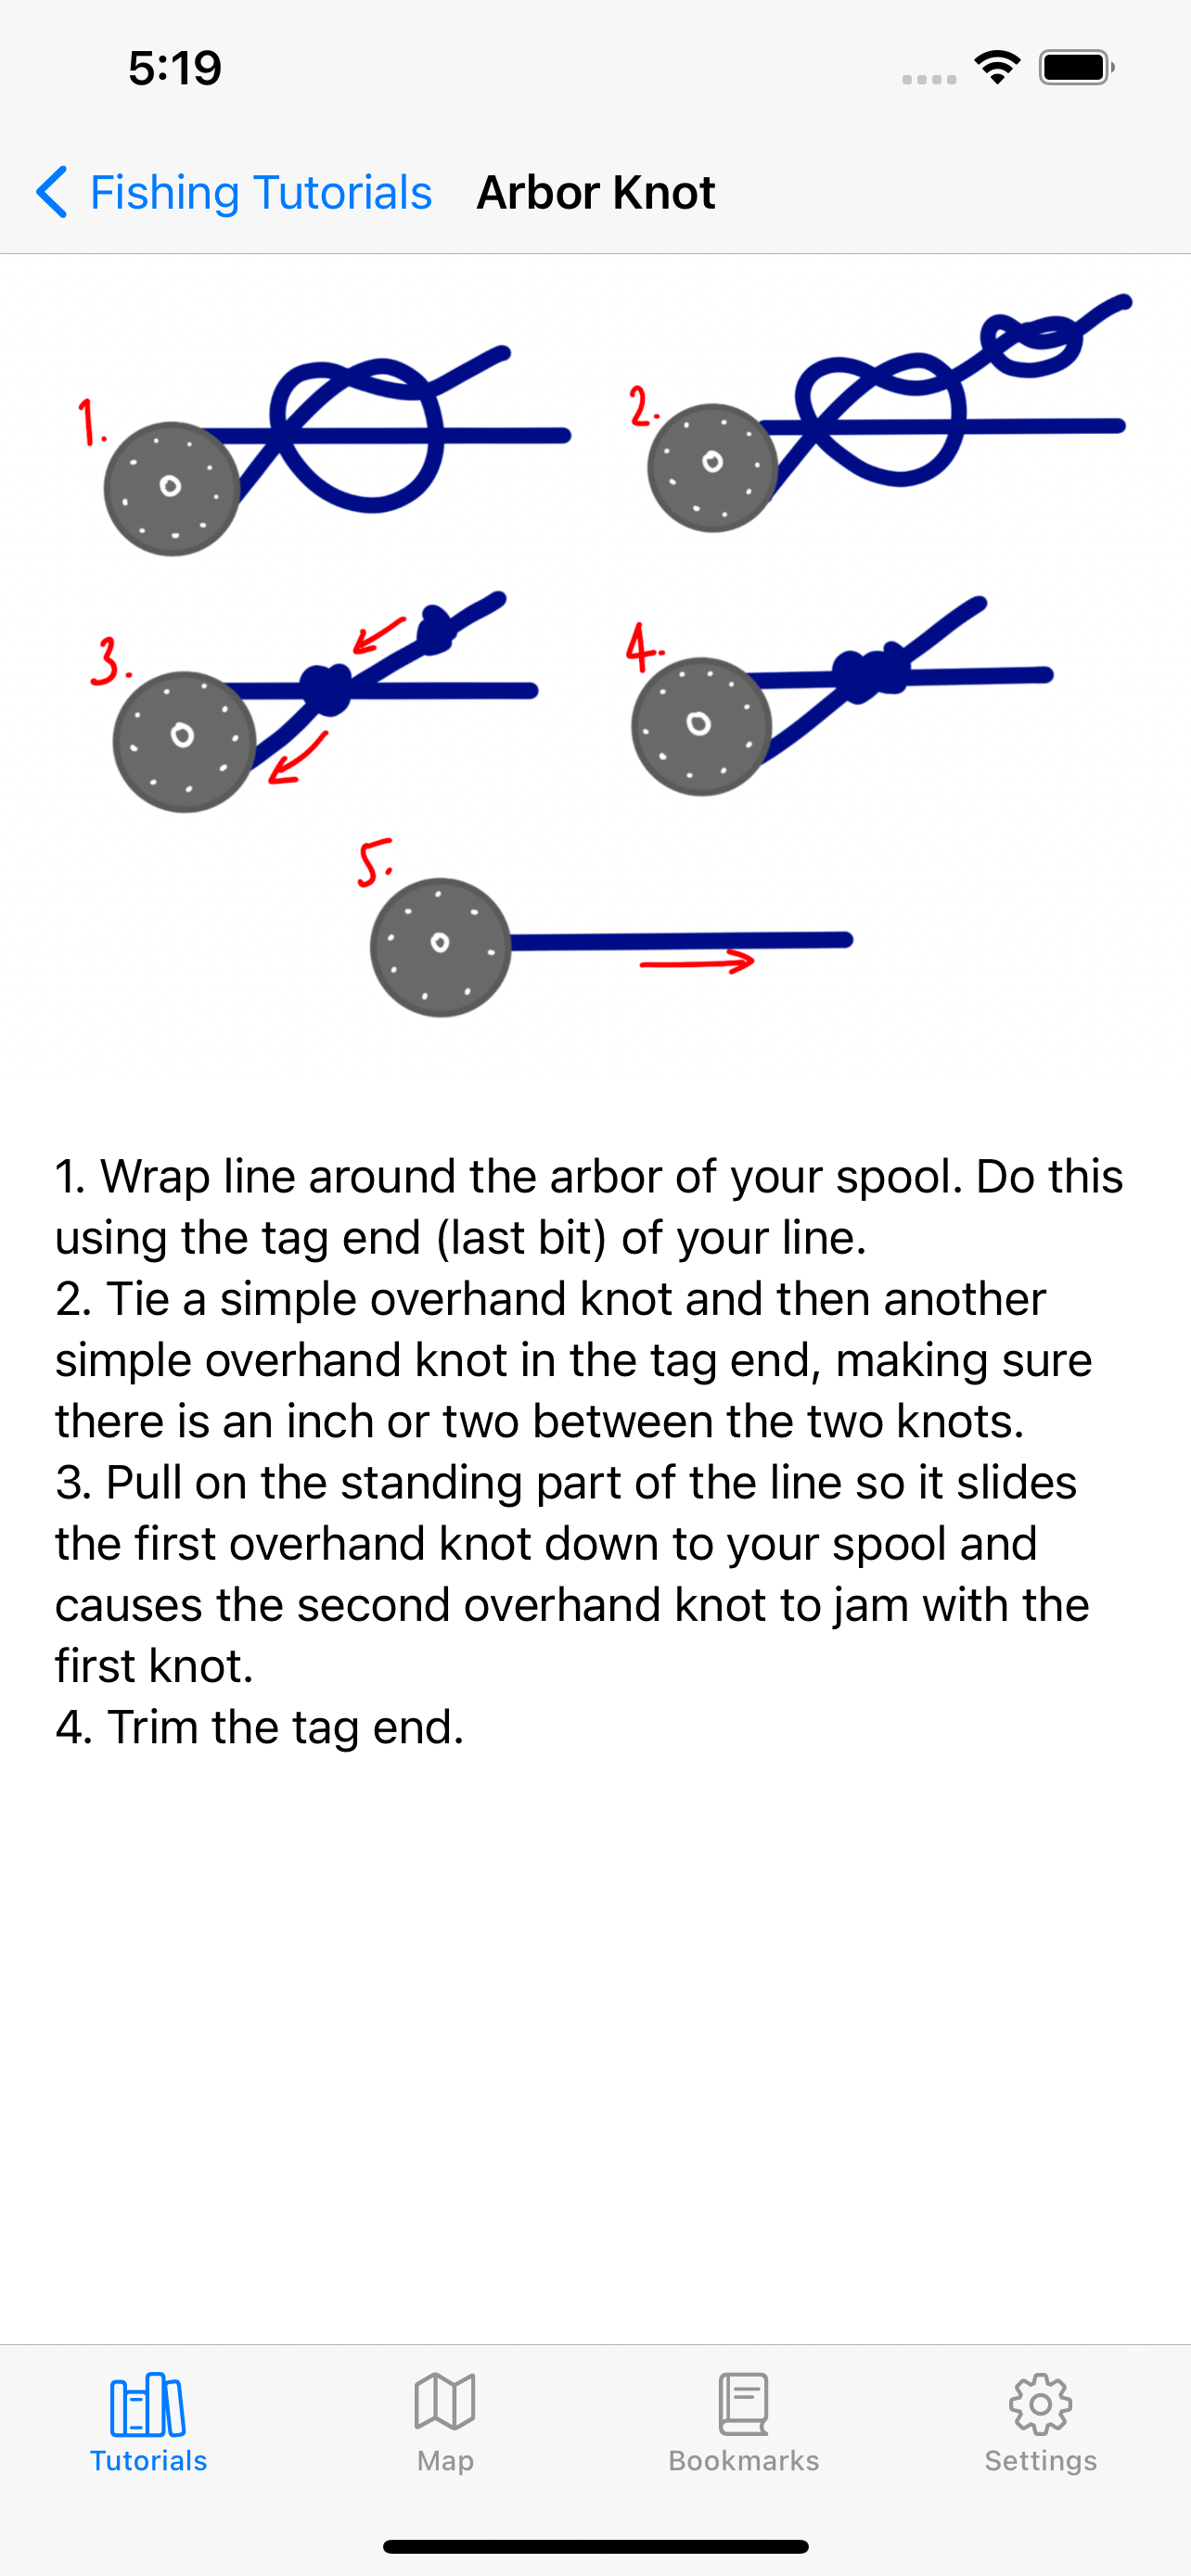 5:19
Fishing Tutorials Arbor Knot
1. 2.
3. 4.
5.
1. Wrap line around the arbor of your spool. Do this
using the tag end (last bit) of your line.
2. Tie a simple overhand knot and then another
simple overhand knot in the tag end, making sure
there is an inch or two between the two knots.
3. Pull on the standing part of the line so it slides
the first overhand knot down to your spool and
causes the second overhand knot to jam with the
first knot.
4. Trim the tag end.
Tutorials Map Bookmarks Settings